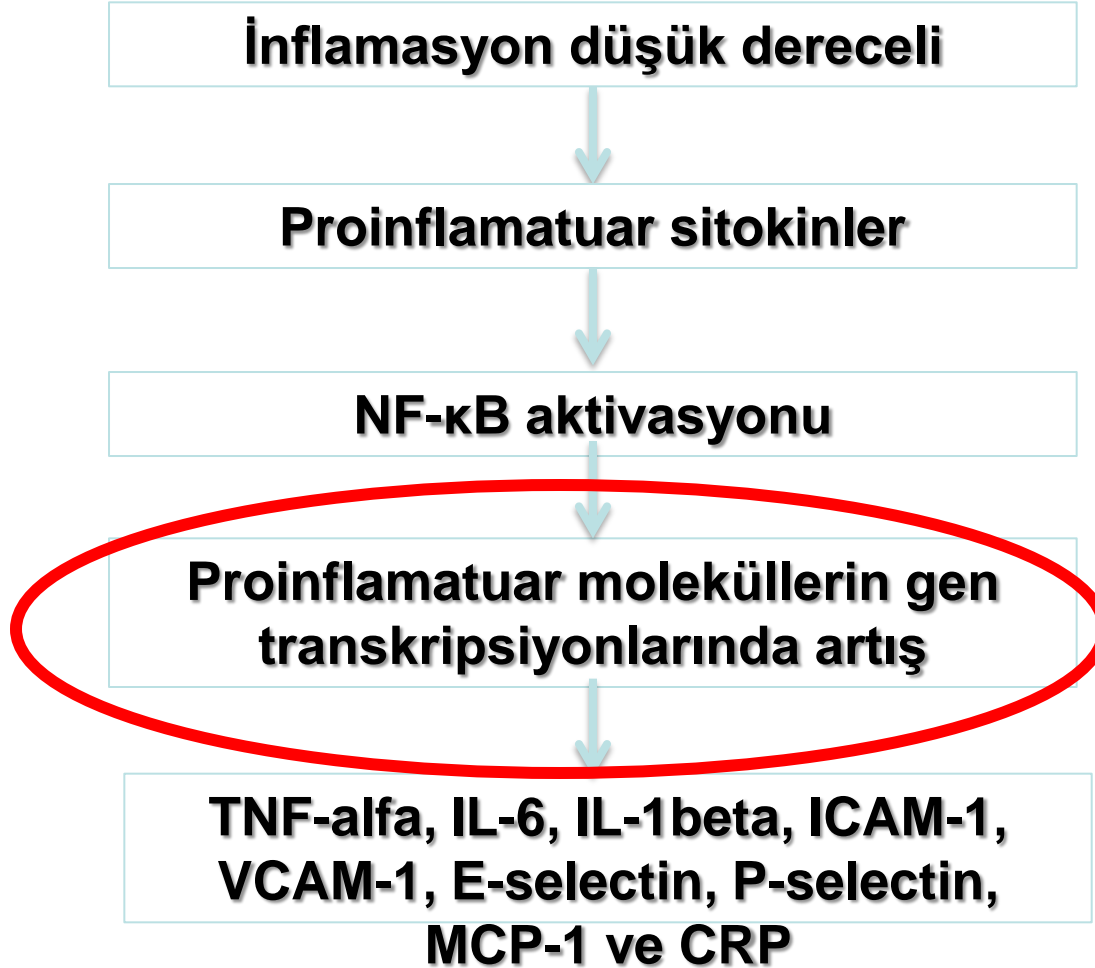 İnflamasyon düşük dereceli
Proinflamatuar sitokinler
NF-κB aktivasyonu
Proinflamatuar moleküllerin gen
transkripsiyonlarında artış
TNF-alfa, IL-6, IL-1beta, ICAM-1,
VCAM-1, E-selectin, P-selectin,
MCP-1 ve CRP